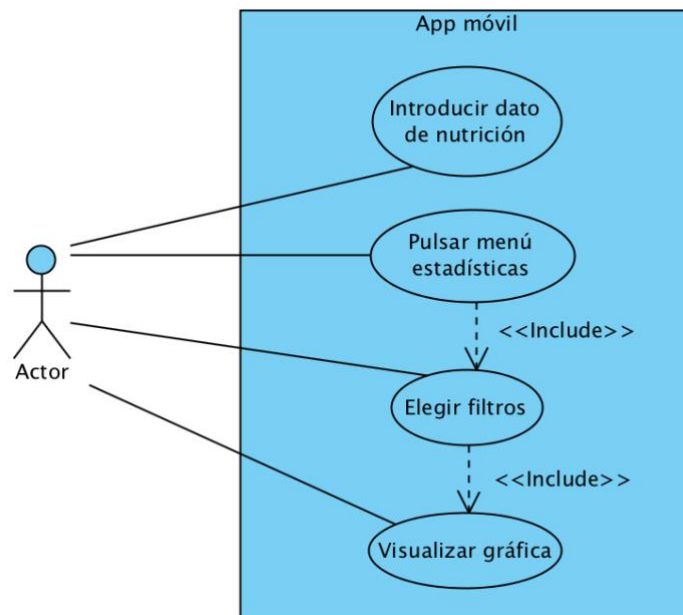 App móvil
Introducir dato
de nutrición
Pulsar menú
estadísticas
<<Include>>
Actor
Elegir filtros
<<Include>>
Visualizar gráfica